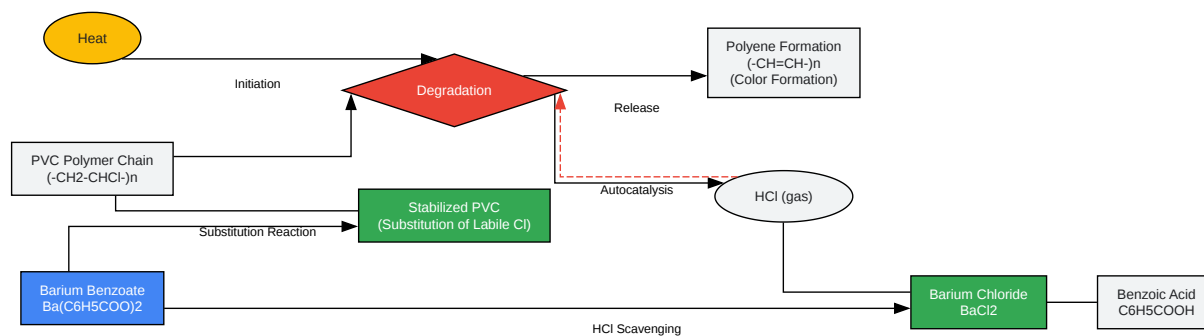 Heat
Initiation
Degradation
Polyene Formation
(-CH=CH-)n
(Color Formation)
Release
PVC Polymer Chain
(-CH2-CHCl-)n
Autocatalysis
HCl (gas)
Stabilized PVC
(Substitution of Labile Cl)
Substitution Reaction
Barium Benzoate
Ba(C6H5COO)2
HCl Scavenging
Barium Chloride
BaCl2
Benzoic Acid
C6H5COOH